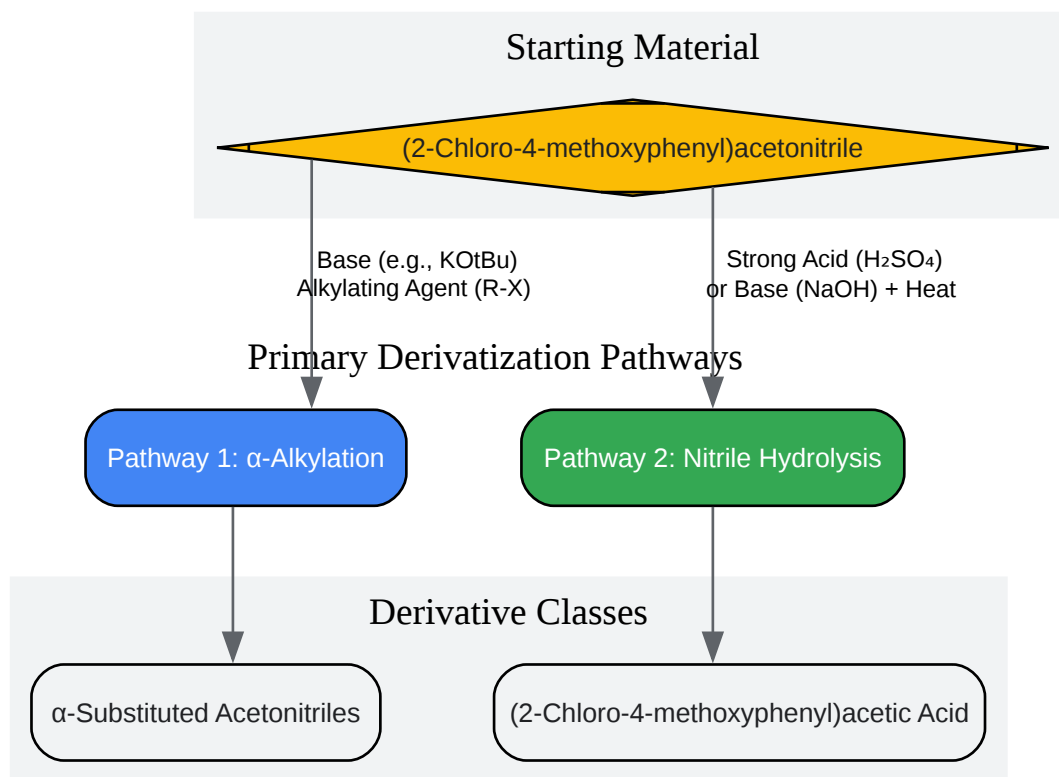 Starting Material
(2-Chloro-4-methoxyphenyl)acetonitrile
Base (e.g., KOtBu)
Alkylating Agent (R-X)
Strong Acid (H₂SO₄)
or Base (NaOH) + Heat
Primary Derivatization Pathways
Pathway 1: α-Alkylation
Pathway 2: Nitrile Hydrolysis
Derivative Classes
α-Substituted Acetonitriles
(2-Chloro-4-methoxyphenyl)acetic Acid